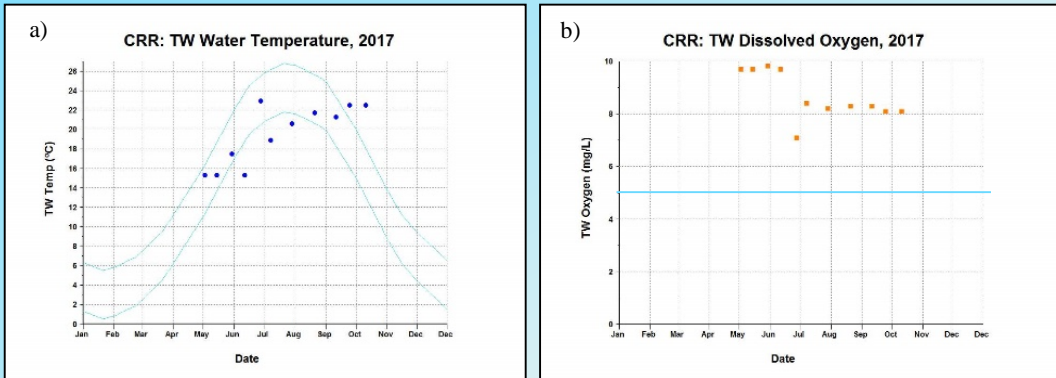 a)
CRR: TW Water Temperature, 2017
TW Temp (ºC)
26
24
22
20
18
16
14
12
10
8
6
4
2
0
Jan Feb Mar Apr May Jun Jul Aug Sep Oct Nov Dec Dec
Date
b)
CRR: TW Dissolved Oxygen, 2017
TW Oxygen (mg/L)
10
8
6
4
2
0
Jan Feb Mar Apr May Jun Jul Aug Sep Oct Nov Dec Dec
Date